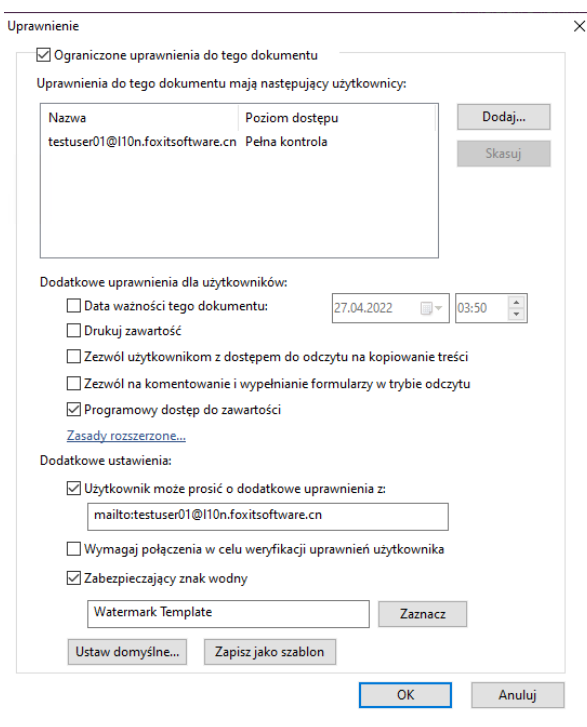 Uprawnienie
Ograniczone uprawnienia do tego dokumentu
Uprawnienia do tego dokumentu mają następujący użytkownicy:
Nazwa Poziom dostępu
testuser01@l10n.foxitsoftware.cn Pełna kontrola
Dodaj...
Skasuj
Dodatkowe uprawnienia dla użytkowników:
Data ważności tego dokumentu: 27.04.2022 03:50
Drukuj zawartość
Zezwól użytkownikom z dostępem do odczytu na kopiowanie treści
Zezwól na komentowanie i wypełnianie formularzy w trybie odczytu
Programowy dostęp do zawartości
Zasady rozszerzone...
Dodatkowe ustawienia:
Użytkownik może prosić o dodatkowe uprawnienia z:
mailto:testuser01@l10n.foxitsoftware.cn
Wymagaj połączenia w celu weryfikacji uprawnień użytkownika
Zabezpieczający znak wodny
Watermark Template Zaznacz
Ustaw domyślne... Zapisz jako szablon
OK Anuluj